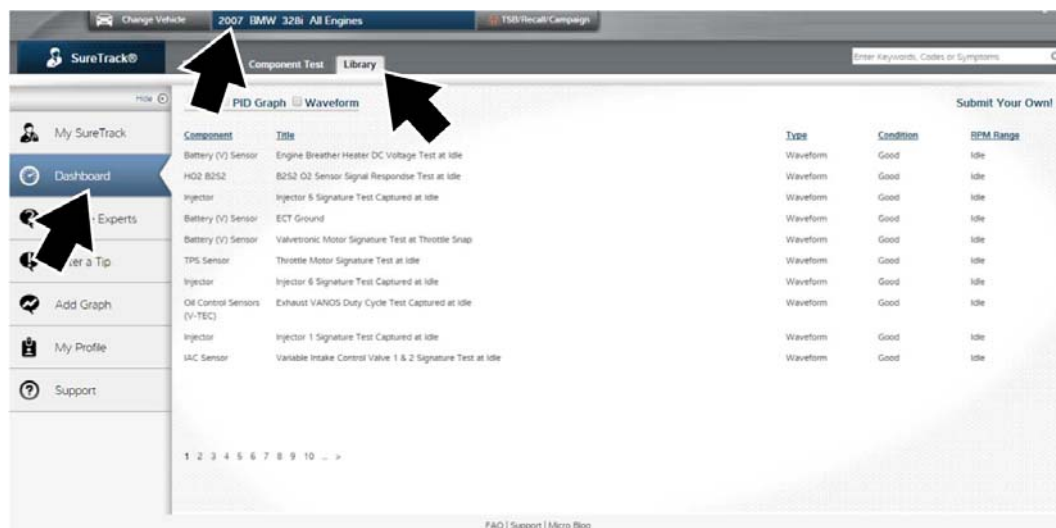 Change Vehicle 2007 BMW 328i All Engines TSB/Recall/Campaign
SureTrack® Component Test Library Enter Keywords, Codes or Symptoms
Hide
PID Graph Waveform Submit Your Own!
My SureTrack
Dashboard
Experts
er a Tip
Add Graph
My Profile
Support
Component Title Type Condition RPM Range
Battery (V) Sensor Engine Breather Heater DC Voltage Test at Idle Waveform Good Idle
HO2 B2S2 B2S2 O2 Sensor Signal Respondse Test at Idle Waveform Good Idle
Injector Injector 5 Signature Test Captured at Idle Waveform Good Idle
Battery (V) Sensor ECT Ground Waveform Good Idle
Battery (V) Sensor Valvetronic Motor Signature Test at Throttle Snap Waveform Good Idle
TPS Sensor Throttle Motor Signature Test at Idle Waveform Good Idle
Injector Injector 6 Signature Test Captured at Idle Waveform Good Idle
Oil Control Sensors Exhaust VANOS Duty Cycle Test Captured at Idle Waveform Good Idle
(V-TEC)
Injector Injector 1 Signature Test Captured at Idle Waveform Good Idle
IAC Sensor Variable Intake Control Valve 1 & 2 Signature Test at Idle Waveform Good Idle
1 2 3 4 5 6 7 8 9 10 ... »
FAQ | Support | Micro Blog